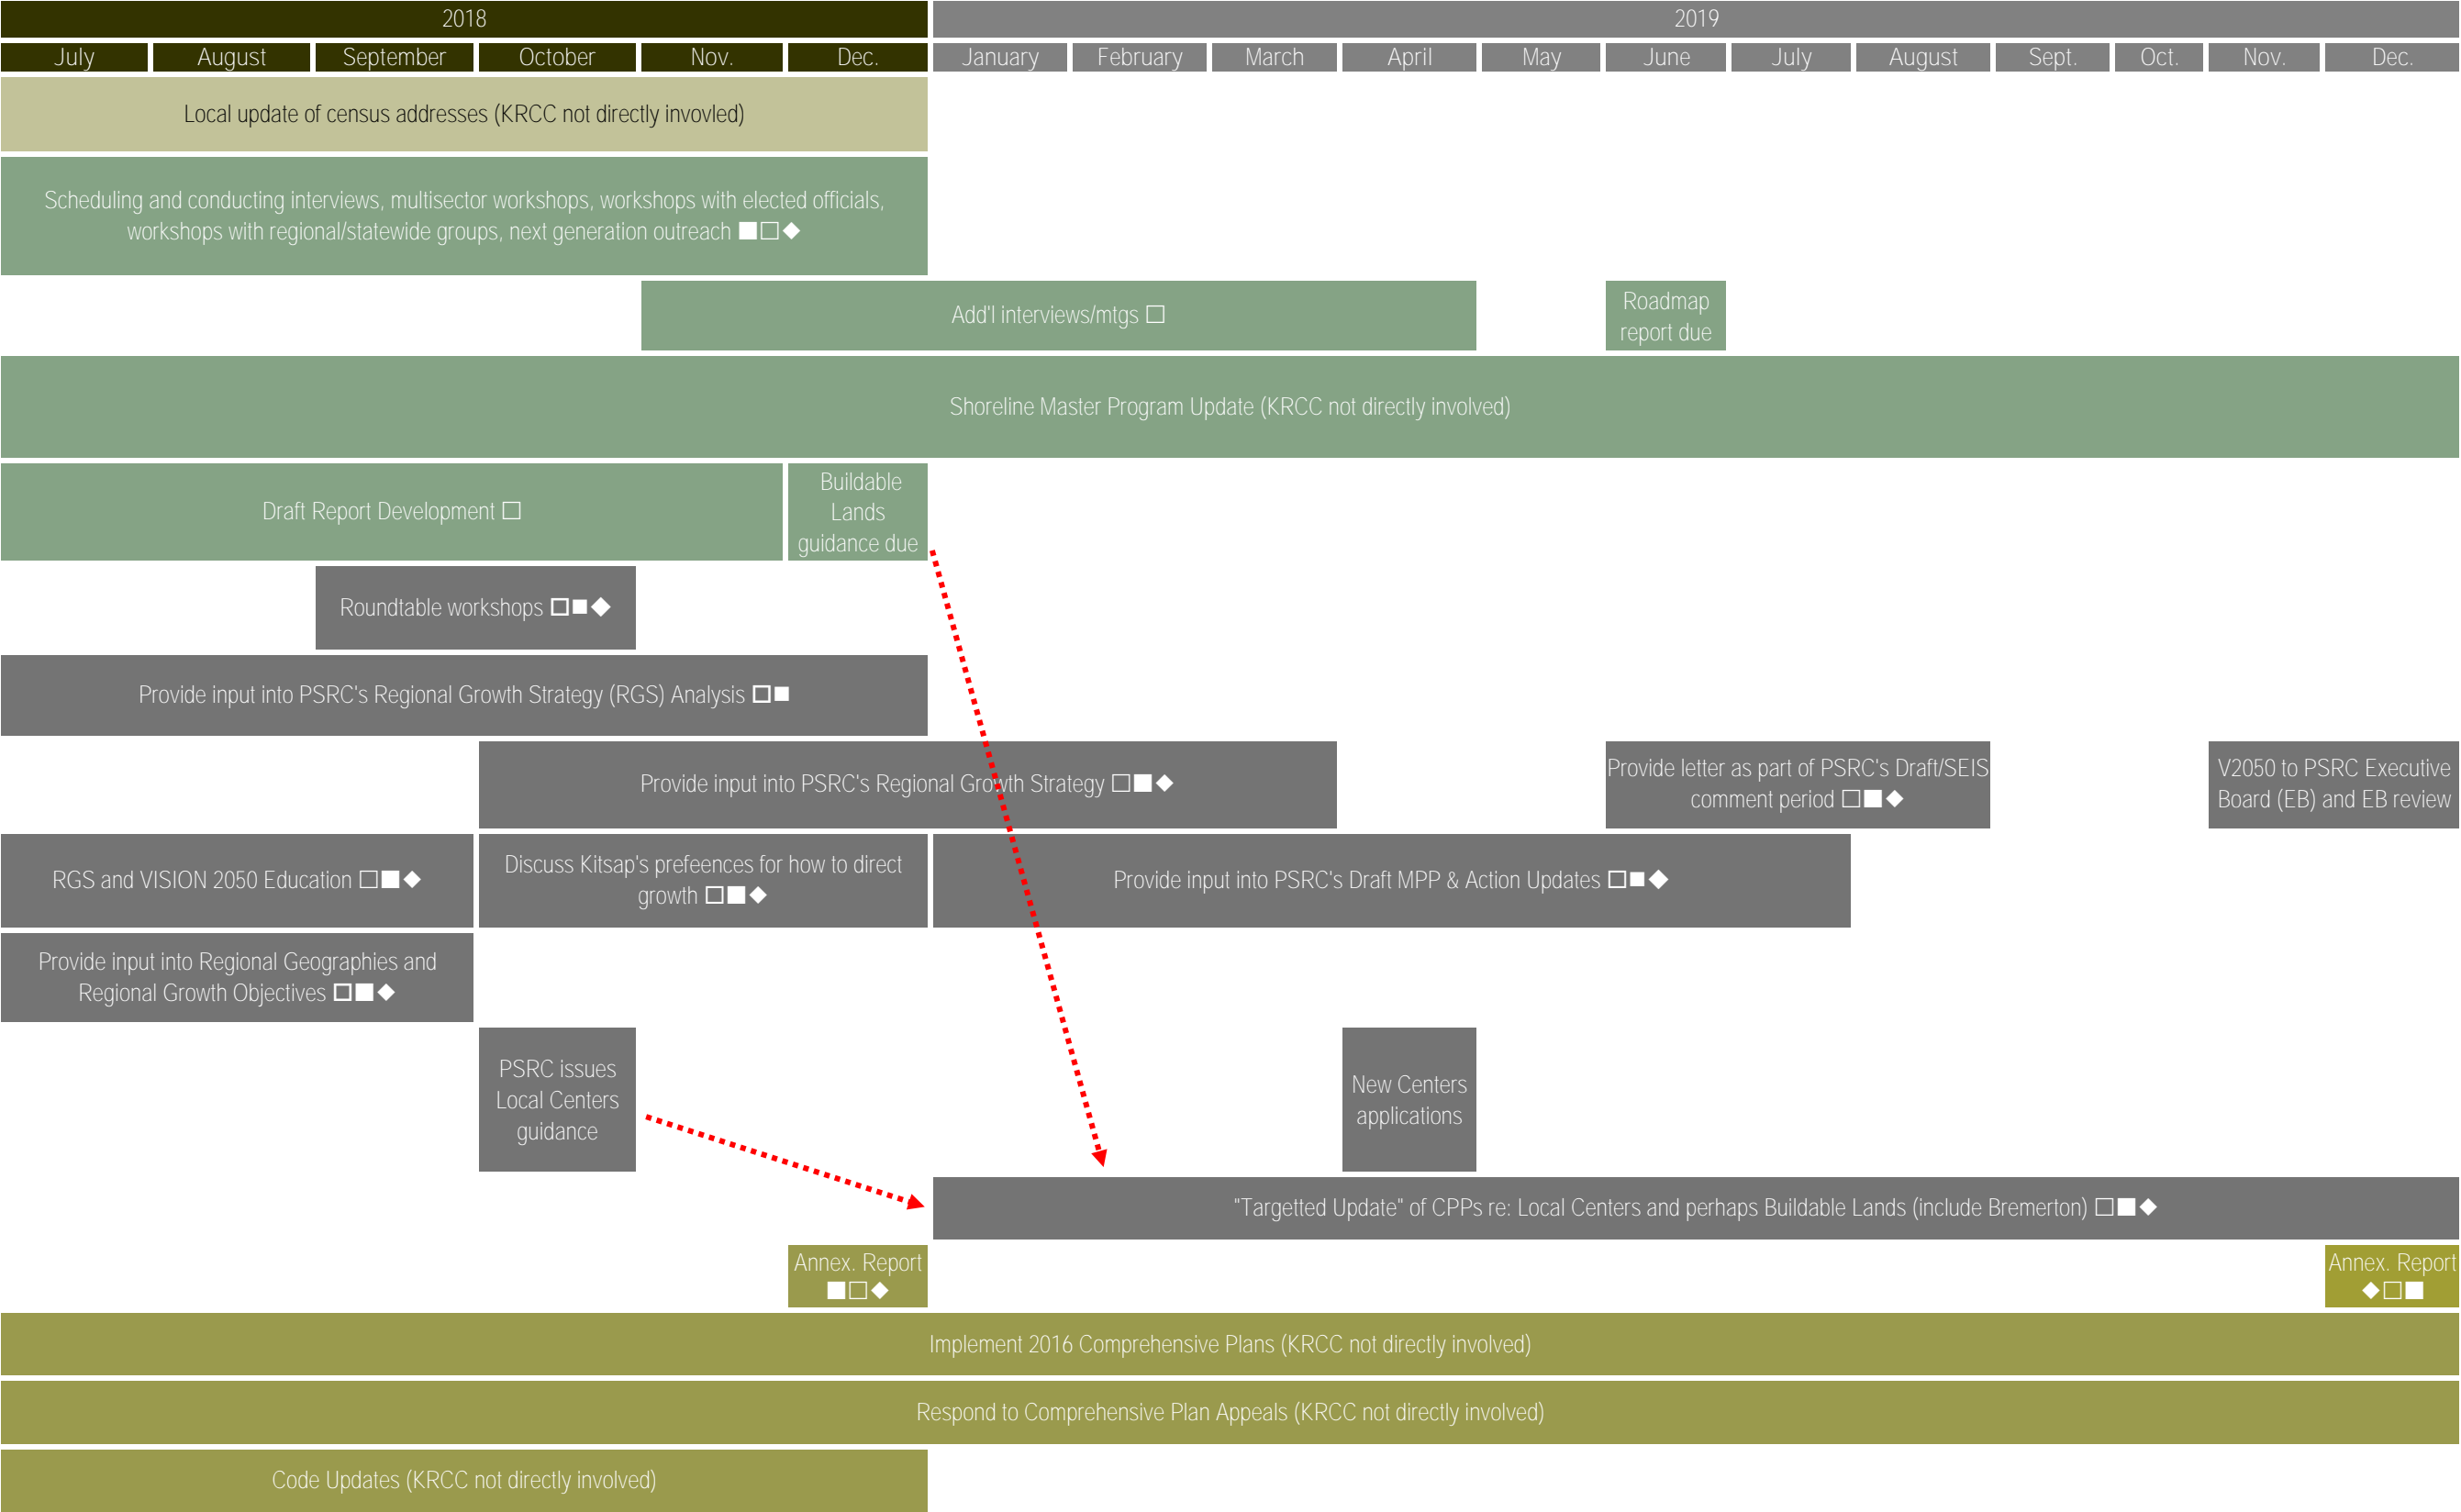 2018
2019
July
August
September
October
Nov.
Dec.
January
February
March
April
May
June
July
August
Sept.
Oct.
Nov.
Dec.
Local update of census addresses (KRCC not directly invovled)
Scheduling and conducting interviews, multisector workshops, workshops with elected officials,
workshops with regional/statewide groups, next generation outreach ■□◆
Add'l interviews/mtgs □
Roadmap
report due
Shoreline Master Program Update (KRCC not directly involved)
Draft Report Development □
Buildable
Lands
guidance due
Roundtable workshops □■◆
Provide input into PSRC's Regional Growth Strategy (RGS) Analysis □■
Provide input into PSRC's Regional Growth Strategy □■◆
Provide letter as part of PSRC's Draft/SEIS
comment period □■◆
V2050 to PSRC Executive
Board (EB) and EB review
RGS and VISION 2050 Education □■◆
Discuss Kitsap's prefeences for how to direct
growth □■◆
Provide input into PSRC's Draft MPP & Action Updates □■◆
Provide input into Regional Geographies and
Regional Growth Objectives □■◆
PSRC issues
Local Centers
guidance
New Centers
applications
"Targetted Update" of CPPs re: Local Centers and perhaps Buildable Lands (include Bremerton) □■◆
Annex. Report
■□◆
Annex. Report
◆□■
Implement 2016 Comprehensive Plans (KRCC not directly involved)
Respond to Comprehensive Plan Appeals (KRCC not directly involved)
Code Updates (KRCC not directly involved)